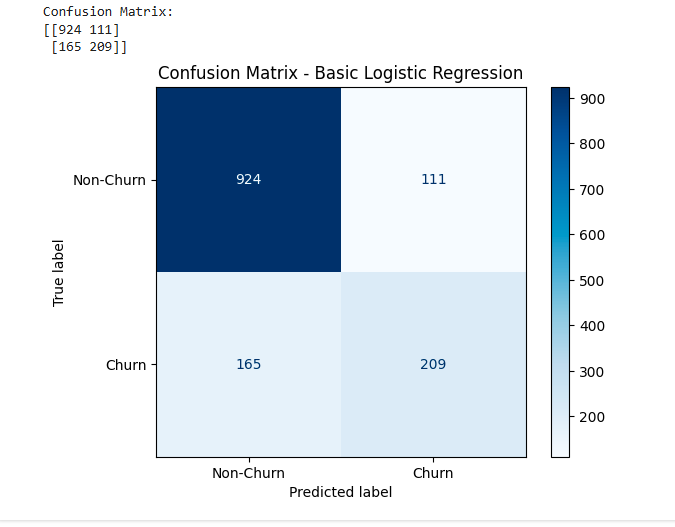 Confusion Matrix:
[[924 111]
[165 209]]
Confusion Matrix - Basic Logistic Regression
900
800
700
600
500
400
300
200
Non-Churn
924
111
True label
Churn
165
209
Non-Churn
Churn
Predicted label